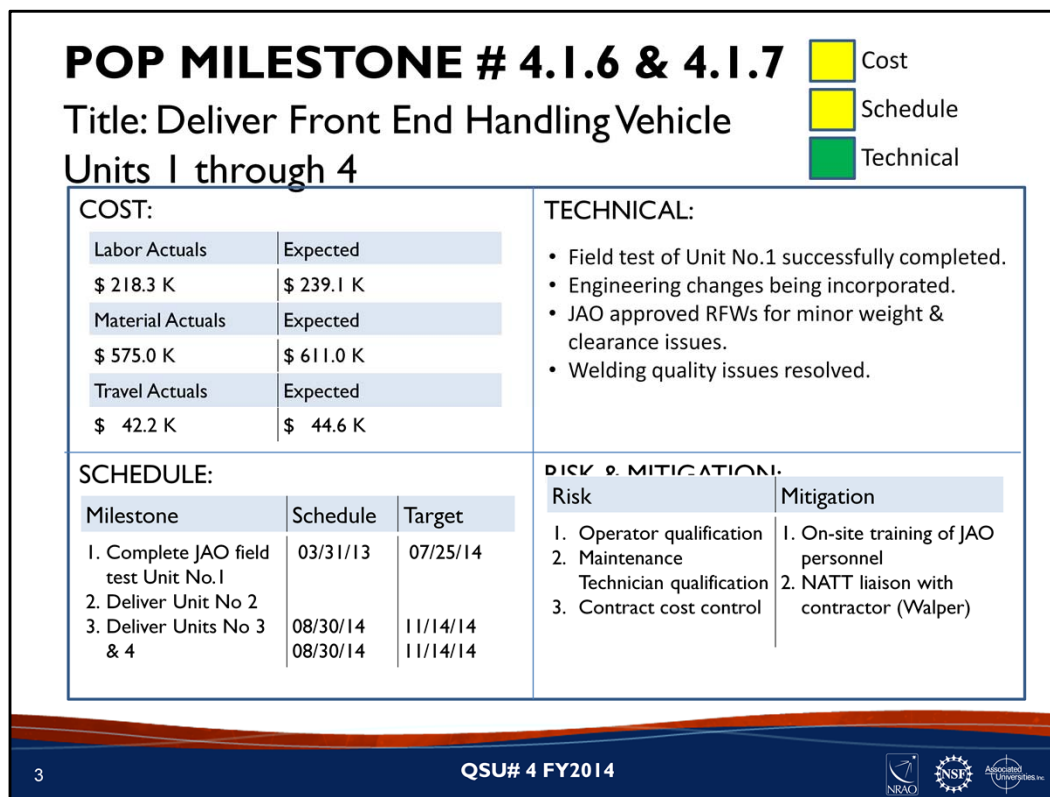 POP MILESTONE # 4.1.6 & 4.1.7
Title: Deliver Front End Handling Vehicle
Units 1 through 4
Cost
Schedule
Technical
COST:
Labor Actuals Expected
$ 218.3 K $ 239.1 K
Material Actuals Expected
$ 575.0 K $ 611.0 K
Travel Actuals Expected
$ 42.2 K $ 44.6 K
TECHNICAL:
• Field test of Unit No.1 successfully completed.
• Engineering changes being incorporated.
• JAO approved RFWs for minor weight &
clearance issues.
• Welding quality issues resolved.
SCHEDULE:
Milestone Schedule Target
1. Complete JAO field 03/31/13 07/25/14
test Unit No.1
2. Deliver Unit No 2
3. Deliver Units No 3 08/30/14 11/14/14
& 4 08/30/14 11/14/14
RISK & MITIGATION:
Risk Mitigation
1. Operator qualification
2. Maintenance
Technician qualification
3. Contract cost control
1. On-site training of JAO
personnel
2. NATT liaison with
contractor (Walper)
3
QSU# 4 FY2014
NRAO
NSF
Associated
Universities, Inc.